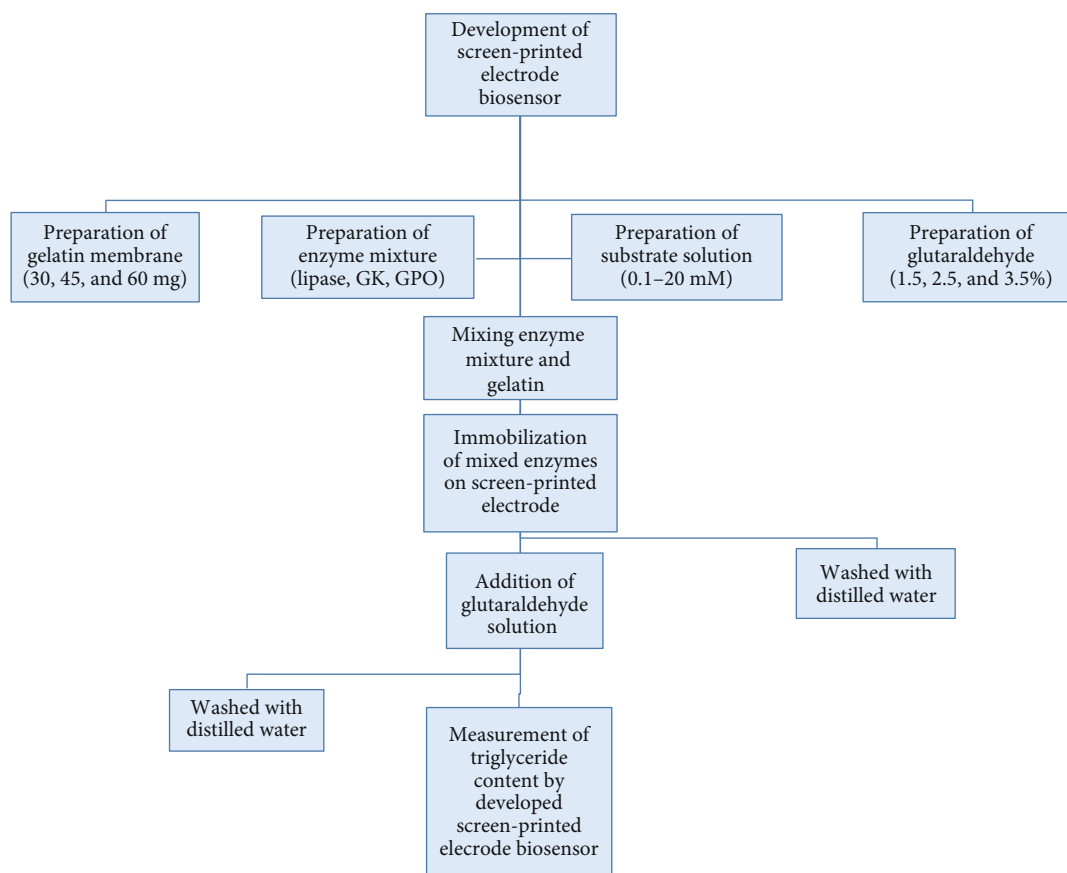 Development of
screen-printed
electrode
biosensor
Preparation of
gelatin membrane
(30, 45, and 60 mg)
Preparation of
enzyme mixture
(lipase, GK, GPO)
Preparation of
substrate solution
(0.1–20 mM)
Preparation of
glutaraldehyde
(1.5, 2.5, and 3.5%)
Mixing enzyme
mixture and
gelatin
Immobilization
of mixed enzymes
on screen-printed
electrode
Washed with
distilled water
Addition of
glutaraldehyde
solution
Washed with
distilled water
Measurement of
triglyceride
content by
developed
screen-printed
elecrode biosensor